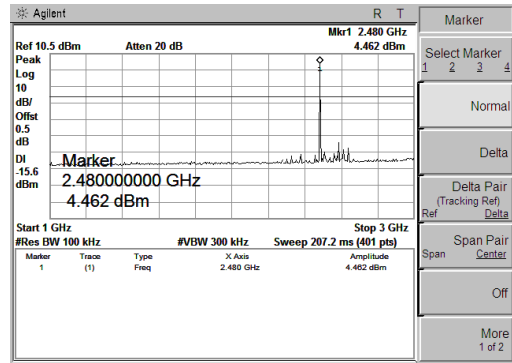 Agilent R T
Mkr1 2.480 GHz
Ref 10.5 dBm Atten 20 dB 4.462 dBm
Peak
Log
10
dB/
Offst
0.5
dB
DI
-15.6
dBm
Marker
2.480000000 GHz
4.462 dBm
Start 1 GHz Stop 3 GHz
#Res BW 100 kHz #VBW 300 kHz Sweep 207.2 ms (401 pts)
Marker Trace Type X Axis Amplitude
1 (1) Freq 2.480 GHz 4.462 dBm
Marker
Select Marker
1 2 3 4
Normal
Delta
Delta Pair
(Tracking Ref)
Ref Delta
Span Pair
Span Center
Off
More
1 of 2